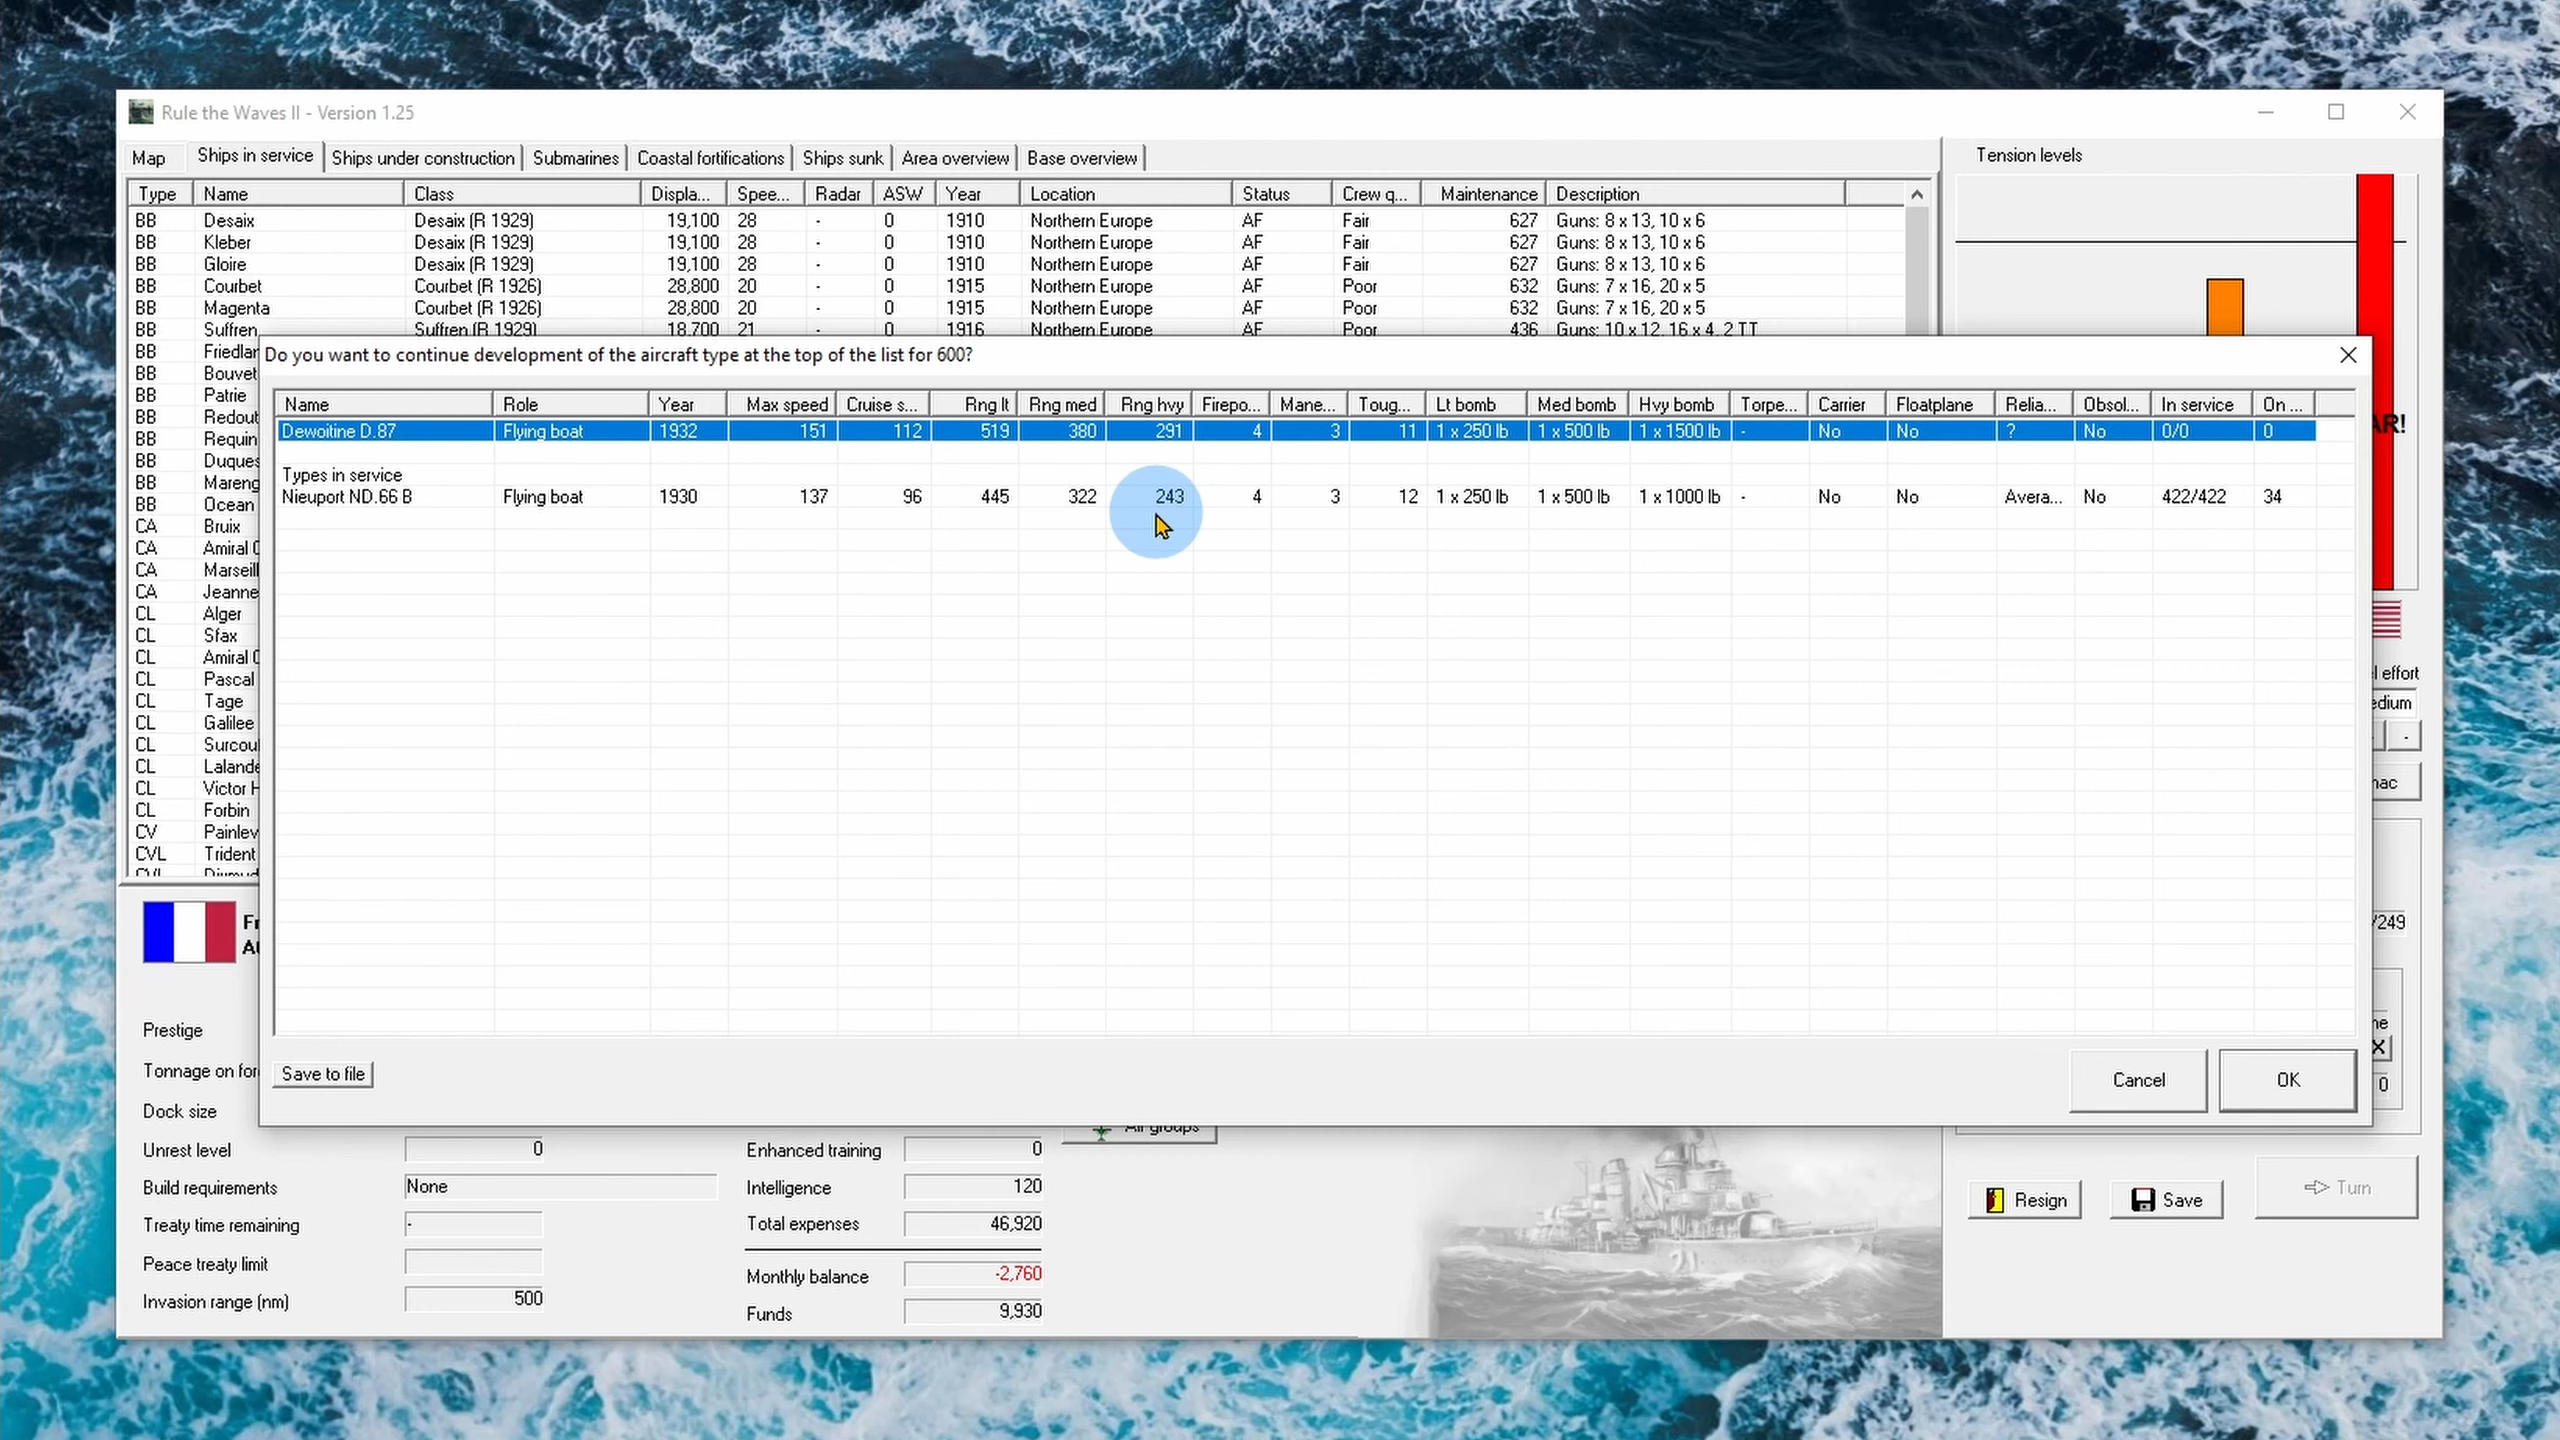 Rule the Waves II - Version 1.25
Map Ships in service Ships under construction Submarines Coastal fortifications Ships sunk Area overview Base overview
Tension levels
Type Name Class Displa... Spee... Radar ASW Year Location Status Crew q... Maintenance Description
BB Desaix Desaix (R 1929) 19,100 28 - 0 1910 Northern Europe AF Fair 627 Guns: 8 x 13, 10 x 6
BB Kleber Desaix (R 1929) 19,100 28 - 0 1910 Northern Europe AF Fair 627 Guns: 8 x 13, 10 x 6
BB Gloire Desaix (R 1929) 19,100 28 - 0 1910 Northern Europe AF Fair 627 Guns: 8 x 13, 10 x 6
BB Courbet Courbet (R 1926) 28,800 20 - 0 1915 Northern Europe AF Poor 632 Guns: 7 x 16, 20 x 5
BB Magenta Courbet (R 1926) 28,800 20 - 0 1915 Northern Europe AF Poor 632 Guns: 7 x 16, 20 x 5
BB Suffren Suffren (R 1929) 18,700 21 - 0 1916 Northern Europe AF Poor 436 Guns: 10 x 12, 16 x 4, 2 TT
Do you want to continue development of the aircraft type at the top of the list for 600?
Name Role Year Max speed Cruise s... Rng lt Rng med Rng hvy Firepo... Mane... Toug... Lt bomb Med bomb Hvy bomb Torpe... Carrier Floatplane Relia... Obsol... In service On ...
Dewoitine D.87 Flying boat 1932 151 112 519 380 291 4 3 11 1 x 250 lb 1 x 500 lb 1 x 1500 lb - No No ? No 0/0 0
Types in service
Nieuport ND.66 B Flying boat 1930 137 96 445 322 243 4 3 12 1 x 250 lb 1 x 500 lb 1 x 1000 lb - No No Avera... No 422/422 34
BB Friedlan
BB Bouvet
BB Patrie
BB Redout
BB Requin
BB Duques
BB Mareng
BB Ocean
CA Bruix
CA Amiral
CA Marseill
CA Jeanne
CL Alger
CL Sfax
CL Amiral
CL Pascal
CL Tage
CL Galilee
CL Surcou
CL Lalande
CL Victor H
CL Forbin
CV Painlev
CVL Trident
AR!
l effort
edium
-
nac
/249
ne
X
0
Save to file Cancel OK
Fr
Prestige
Tonnage on for
Dock size
Air groups
Unrest level 0 Enhanced training 0
Build requirements None Intelligence 120
Treaty time remaining - Total expenses 46,920
Peace treaty limit Monthly balance -2,760
Invasion range (nm) 500 Funds 9,930
Resign Save Turn